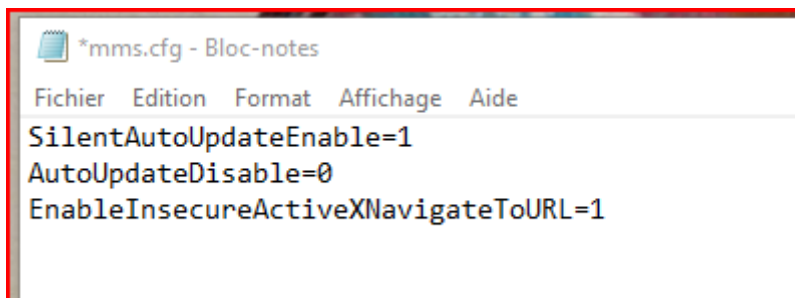 *mms.cfg - Bloc-notes
Fichier Edition Format Affichage Aide
SilentAutoUpdateEnable=1
AutoUpdateDisable=0
EnableInsecureActiveXNavigateToURL=1